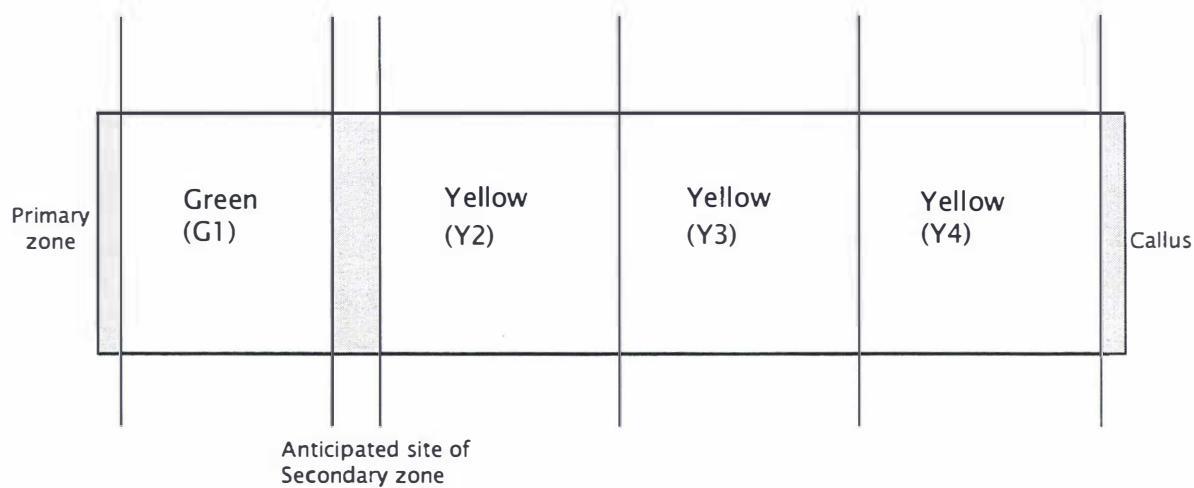 Primary
zone
Green
(G1)
Yellow
(Y2)
Yellow
(Y3)
Yellow
(Y4)
Callus
Anticipated site of
Secondary zone